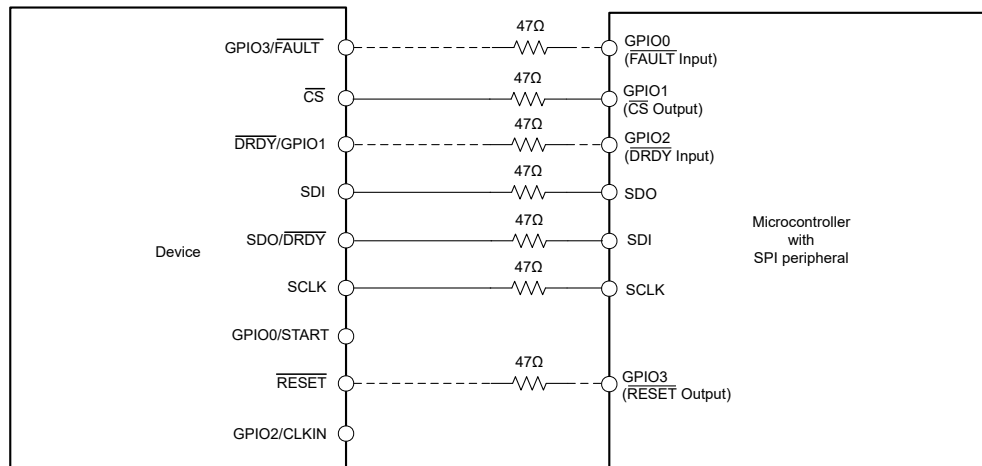 47Ω
GPIO3/FAULT
GPIO0
(FAULT Input)
47Ω
CS
GPIO1
(CS Output)
47Ω
DRDY/GPIO1
GPIO2
(DRDY Input)
47Ω
SDI
SDO
47Ω
SDO/DRDY
SDI
Device
Microcontroller
with
SPI peripheral
47Ω
SCLK
SCLK
GPIO0/START
47Ω
RESET
GPIO3
(RESET Output)
GPIO2/CLKIN